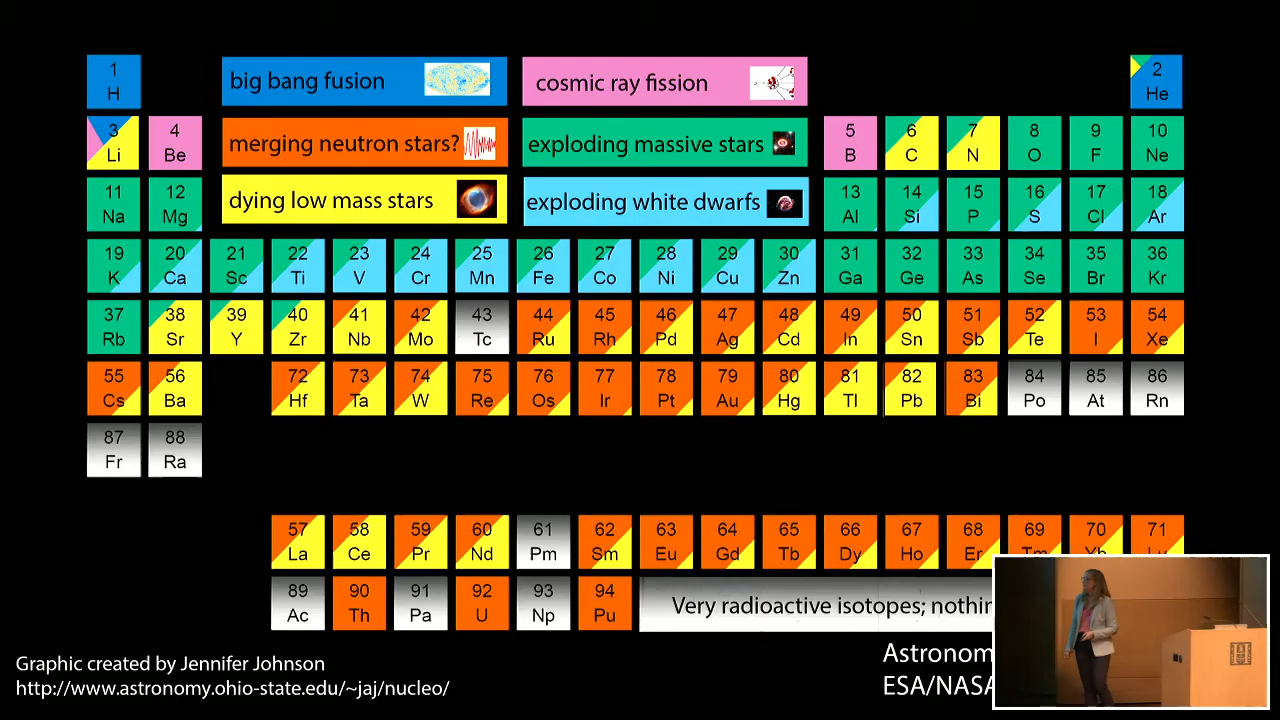 1 H
big bang fusion
cosmic ray fission
2 He
3 Li
4 Be
merging neutron stars?
exploding massive stars
5 B
6 C
7 N
8 O
9 F
10 Ne
11 Na
12 Mg
dying low mass stars
exploding white dwarfs
13 Al
14 Si
15 P
16 S
17 Cl
18 Ar
19 K
20 Ca
21 Sc
22 Ti
23 V
24 Cr
25 Mn
26 Fe
27 Co
28 Ni
29 Cu
30 Zn
31 Ga
32 Ge
33 As
34 Se
35 Br
36 Kr
37 Rb
38 Sr
39 Y
40 Zr
41 Nb
42 Mo
43 Tc
44 Ru
45 Rh
46 Pd
47 Ag
48 Cd
49 In
50 Sn
51 Sb
52 Te
53 I
54 Xe
55 Cs
56 Ba
72 Hf
73 Ta
74 W
75 Re
76 Os
77 Ir
78 Pt
79 Au
80 Hg
81 Tl
82 Pb
83 Bi
84 Po
85 At
86 Rn
87 Fr
88 Ra
57 La
58 Ce
59 Pr
60 Nd
61 Pm
62 Sm
63 Eu
64 Gd
65 Tb
66 Dy
67 Ho
68 Er
69 Tm
70 Yb
71
89 Ac
90 Th
91 Pa
92 U
93 Np
94 Pu
Very radioactive isotopes;
Graphic created by Jennifer Johnson
http://www.astronomy.ohio-state.edu/~jaj/nucleo/
ESA/NASA